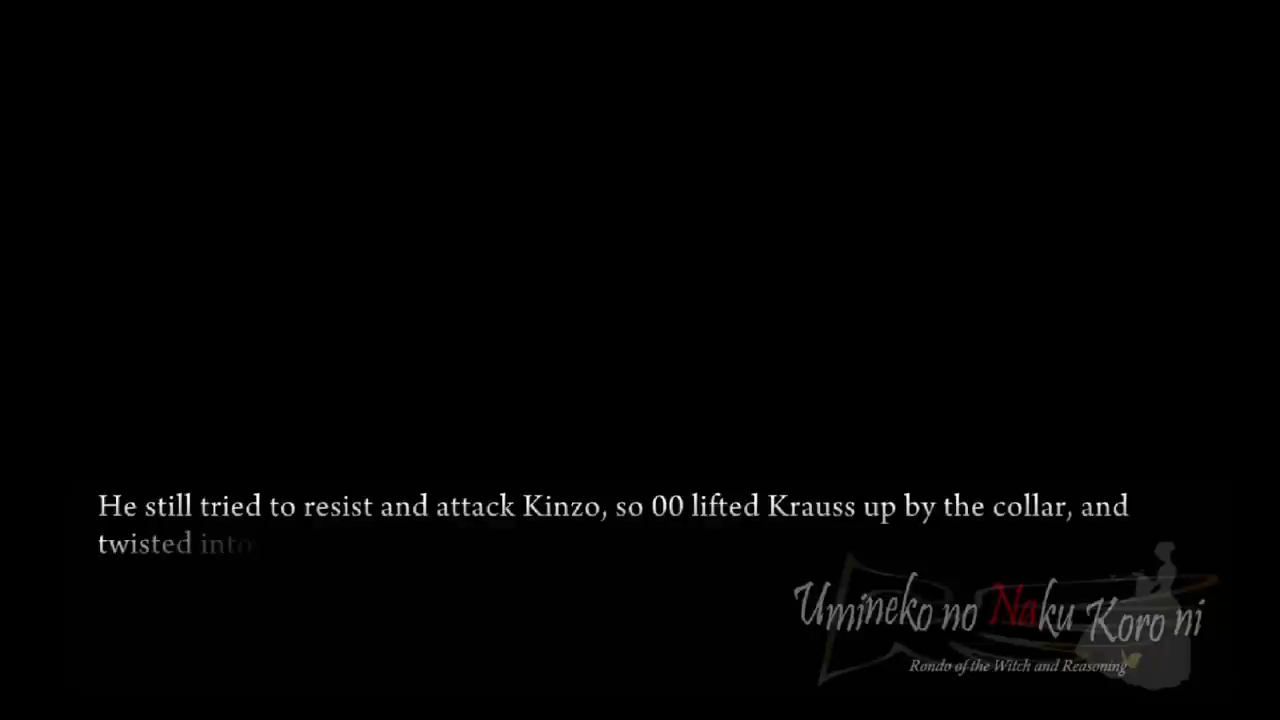 He still tried to resist and attack Kinzo, so 00 lifted Krauss up by the collar, and
twisted into
Umineko no Naku Koro ni
Rondo of the Witch and Reasoning